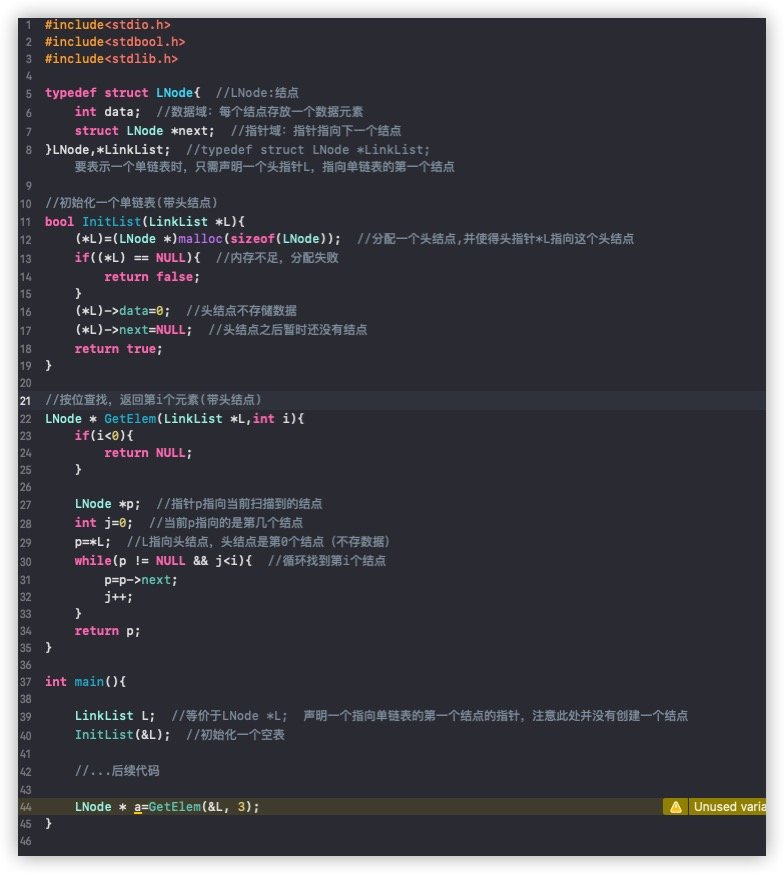 1 #include<stdio.h>
2 #include<stdbool.h>
3 #include<stdlib.h>
4
5 typedef struct LNode{  //LNode:结点
6     int data;  //数据域：每个结点存放一个数据元素
7     struct LNode *next;  //指针域：指针指向下一个结点
8 }LNode,*LinkList;  //typedef struct LNode *LinkList;
    要表示一个单链表时，只需声明一个头指针L，指向单链表的第一个结点
9
10 //初始化一个单链表(带头结点)
11 bool InitList(LinkList *L){
12     (*L)=(LNode *)malloc(sizeof(LNode));  //分配一个头结点,并使得头指针*L指向这个头结点
13     if((*L) == NULL){  //内存不足，分配失败
14         return false;
15     }
16     (*L)->data=0;  //头结点不存储数据
17     (*L)->next=NULL;  //头结点之后暂时还没有结点
18     return true;
19 }
20
21 //按位查找，返回第i个元素(带头结点)
22 LNode * GetElem(LinkList *L,int i){
23     if(i<0){
24         return NULL;
25     }
26
27     LNode *p;  //指针p指向当前扫描到的结点
28     int j=0;  //当前p指向的是第几个结点
29     p=*L;  //L指向头结点，头结点是第0个结点（不存数据）
30     while(p != NULL && j<i){  //循环找到第i个结点
31         p=p->next;
32         j++;
33     }
34     return p;
35 }
36
37 int main(){
38
39     LinkList L;  //等价于LNode *L;  声明一个指向单链表的第一个结点的指针，注意此处并没有创建一个结点
40     InitList(&L);  //初始化一个空表
41
42     //...后续代码
43
44     LNode * a=GetElem(&L, 3); Unused varia
45 }
46